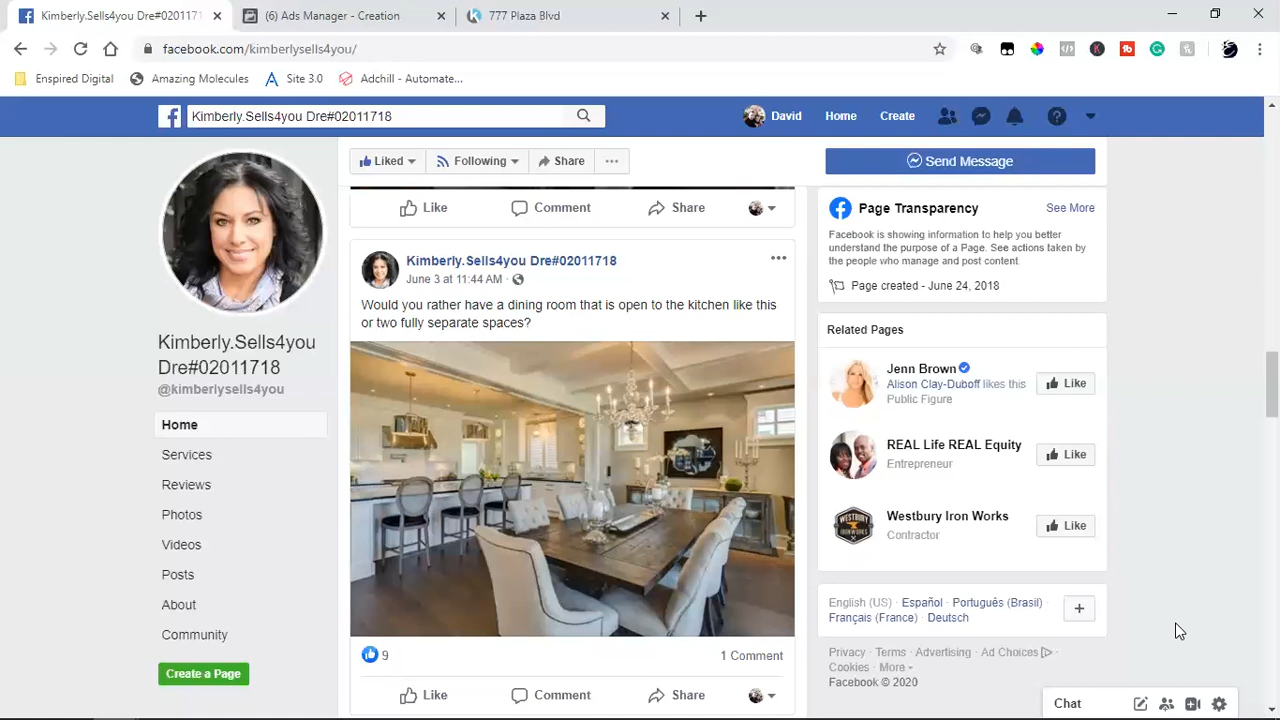 Kimberly.Sells4you Dre#0201171
(6) Ads Manager - Creation
777 Plaza Blvd
facebook.com/kimberlysells4you/
Enspired Digital
Amazing Molecules
Site 3.0
Adchill - Automate...
Kimberly.Sells4you Dre#02011718
David
Home
Create
Liked
Following
Share
Send Message
Kimberly.Sells4you
Dre#02011718
@kimberlysells4you
Home
Services
Reviews
Photos
Videos
Posts
About
Community
Create a Page
Like
Comment
Share
Kimberly.Sells4you Dre#02011718
June 3 at 11:44 AM ·
Would you rather have a dining room that is open to the kitchen like this
or two fully separate spaces?
9
1 Comment
Like
Comment
Share
Page Transparency
See More
Facebook is showing information to help you better
understand the purpose of a Page. See actions taken by
the people who manage and post content.
Page created - June 24, 2018
Related Pages
Jenn Brown
Alison Clay-Duboff likes this
Public Figure
Like
REAL Life REAL Equity
Entrepreneur
Like
WESTBURY
IRON WORKS
Westbury Iron Works
Contractor
Like
English (US) · Español · Português (Brasil) ·
Français (France) · Deutsch
Privacy · Terms · Advertising · Ad Choices ·
Cookies · More
Facebook © 2020
Chat